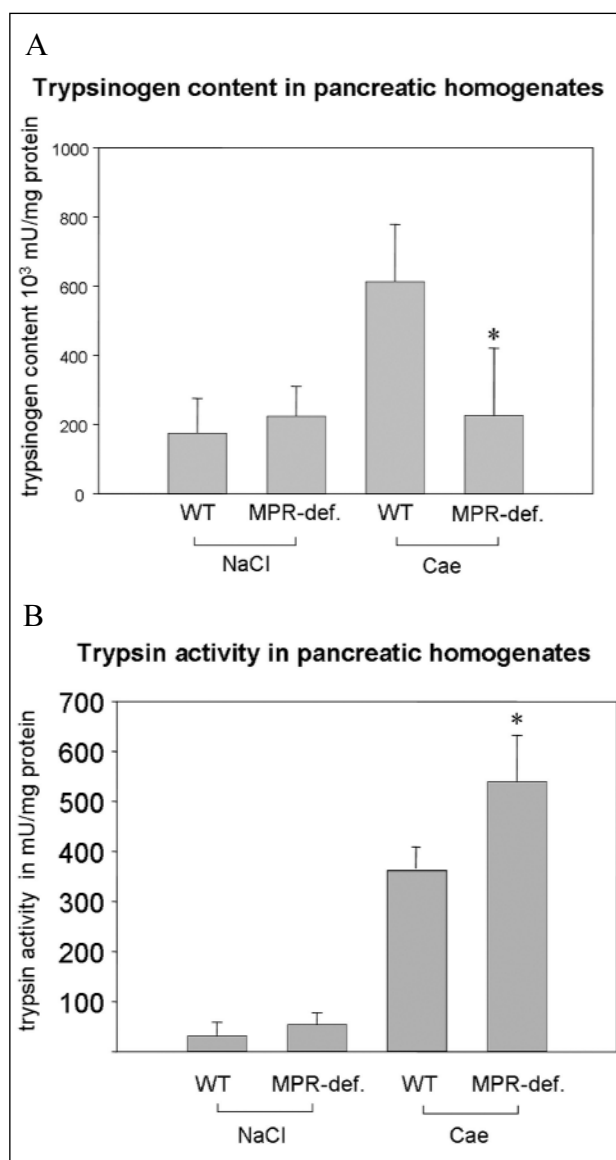 A
Trypsinogen content in pancreatic homogenates
trypsinogen content 10³ mU/mg protein
1000
800
600
400
200
0
*
WT MPR-def. WT MPR-def.
NaCl Cae
B
Trypsin activity in pancreatic homogenates
trypsin activity in mU/mg protein
700
600
500
400
300
200
100
*
WT MPR-def. WT MPR-def.
NaCl Cae